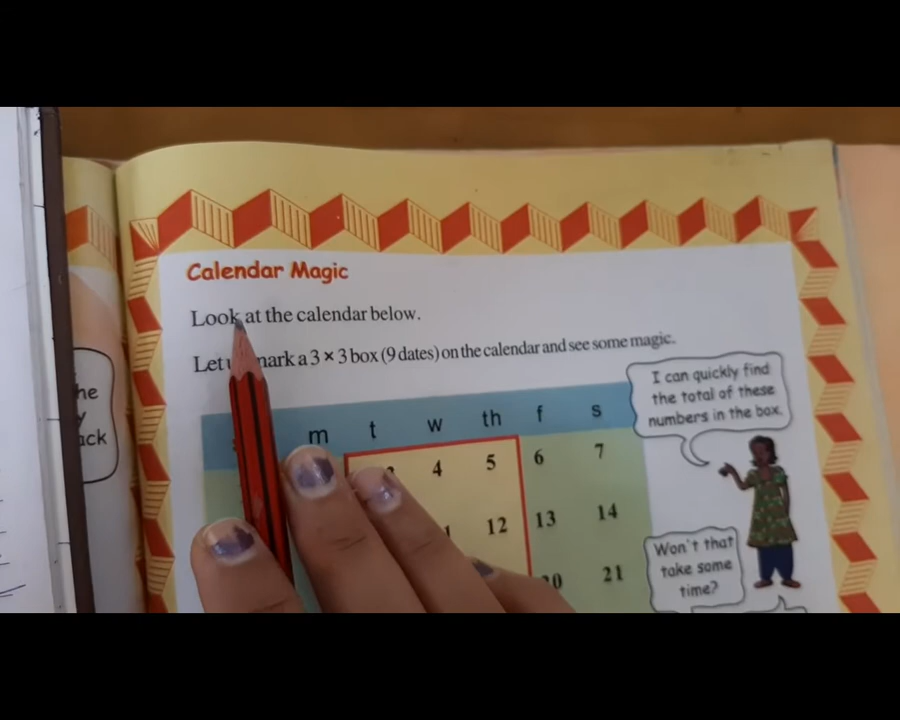 Calendar Magic
Look at the calendar below.
Let mark a 3 × 3 box (9 dates) on the calendar and see some magic.
I can quickly find
the total of these
numbers in the box.
m t w th f s
4 5 6 7
12 13 14
21
Won't that
take some
time?
he
y
ack